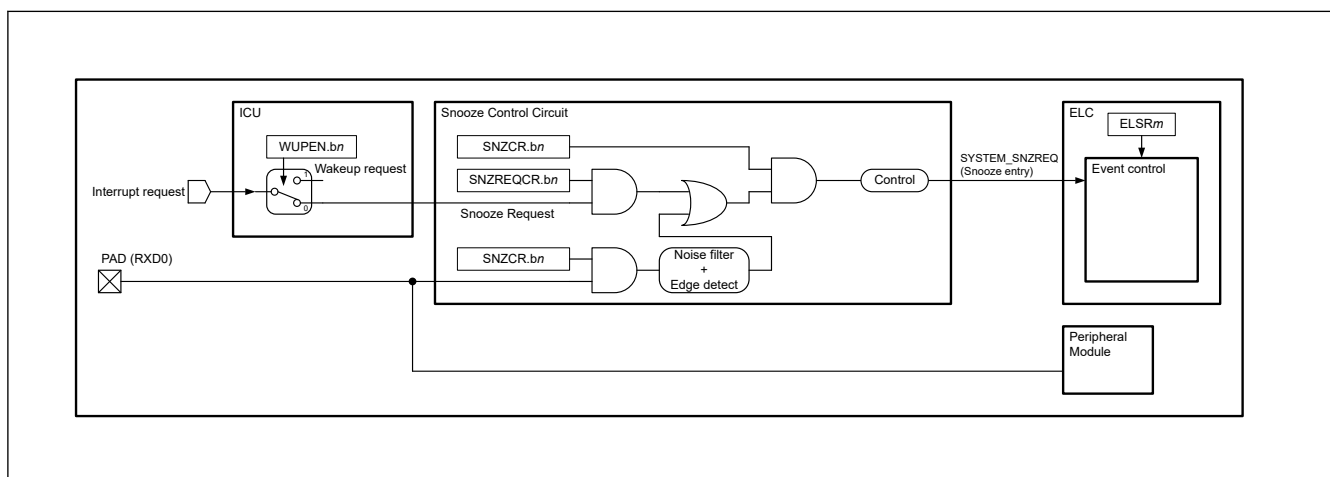 ICU
WUPEN.bn
Wakeup request
1
0
Interrupt request
PAD (RXD0)
Snooze Control Circuit
SNZCR.bn
SNZREQCR.bn
Snooze Request
SNZCR.bn
Noise filter
+
Edge detect
Control
SYSTEM_SNZREQ
(Snooze entry)
ELC
ELSRm
Event control
Peripheral
Module